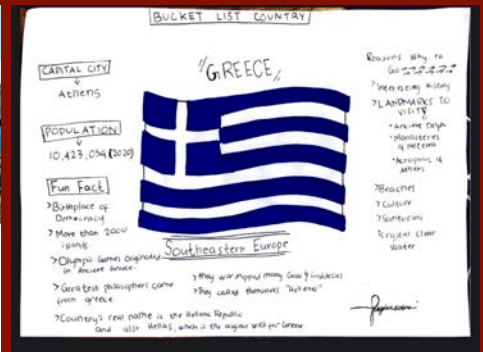 BUCKET LIST COUNTRY
"GREECE"
CAPITAL CITY
Athens
POPULATION
10,423,054 (2020)
Fun Fact
>Birthplace of
Democracy
>More than 2000
islands.
>Olympic Games originated
in Ancient Greece.
>Greatest philosophers came
from greece.
>Country's real name is the Hellenic Republic
and also Hellas, which is the original word for Greece
Southeastern Europe
>they worshipped many Gods & Goddesses
>They called themselves "Hellenes"
Reasons why to
Go
>Interesting History
>LANDMARKS TO
VISIT
•Ancient Delphi
•Monasteries
of Meteora
•Acropolis of
Athens
>Beaches
>Culture
>Santorini
>Crystal Clear
Water